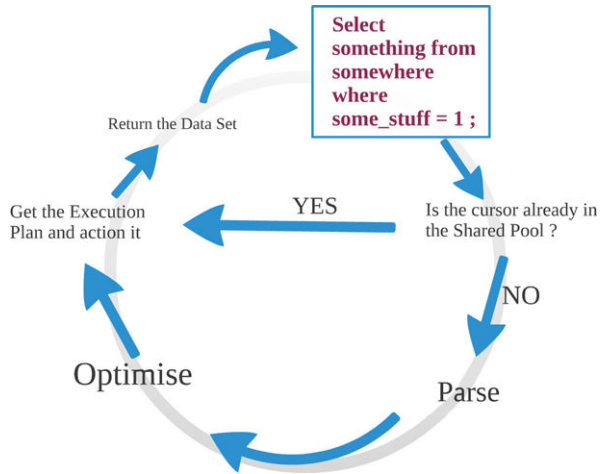 Select
something from
somewhere
where
some_stuff = 1 ;
Return the Data Set
YES
Get the Execution
Plan and action it
Is the cursor already in
the Shared Pool ?
NO
Optimise
Parse